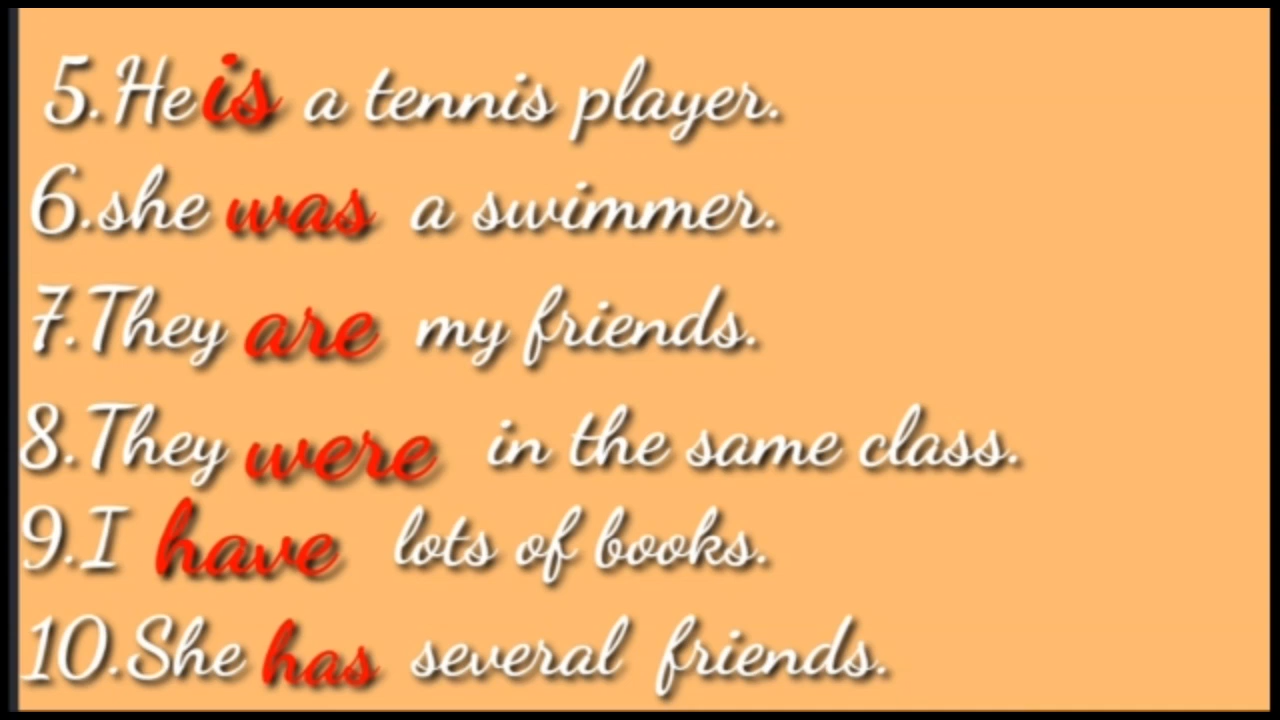 5.He is a tennis player.
6.she was a swimmer.
7.They are my friends.
8.They were in the same class.
9.I have lots of books.
10.She has several friends.